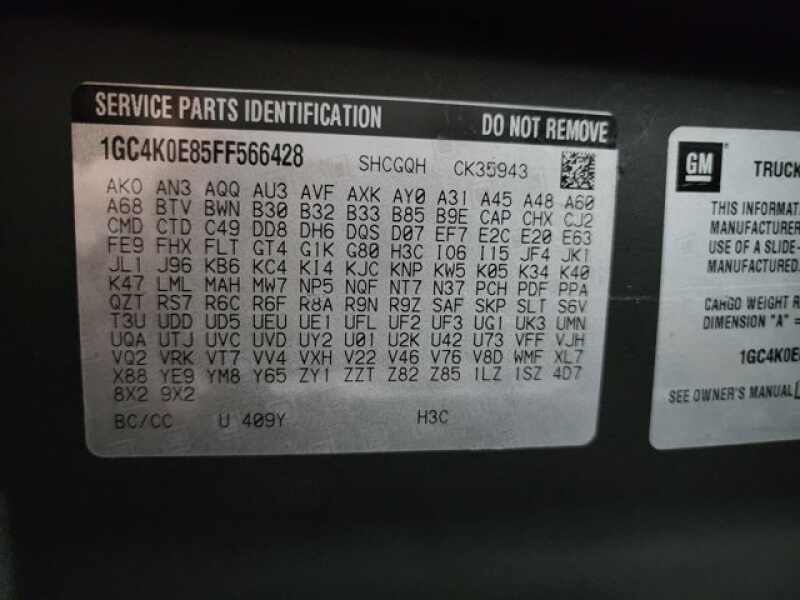 SERVICE PARTS IDENTIFICATION DO NOT REMOVE
1GC4K0E85FF566428 SHCGQH CK35943
AKO AN3 AQQ AU3 AVF AXK AY0 A31 A45 A48 A60
A68 BTV BWN B30 B32 B33 B85 B9E CAP CHX CJ2
CMD CTD C49 DD8 DH6 DQS D07 EF7 E2C E20 E63
FE9 FHX FLT GT4 G1K G80 H3C I06 I15 JF4 JK1
JL1 J96 KB6 KC4 KI4 KJC KNP KW5 K05 K34 K40
K47 LML MAH MW7 NP5 NQF NT7 N37 PCH PDF PPA
QZT RS7 R6C R6F R8A R9N R9Z SAF SKP SLT S6V
T3U UDD UD5 UEU UE1 UFL UF2 UF3 UG1 UK3 UMN
UQA UTJ UVC UVD UY2 U01 U2K U42 U73 VFF VJH
VQ2 VRK VT7 VV4 VXH V22 V46 V76 V8D WMF XL7
X88 YE9 YM8 Y65 ZY1 ZZT Z82 Z85 1LZ 1SZ 4D7
8X2 9X2
BC/CC U 409Y H3C
GM TRUCK
THIS INFORMATI
MANUFACTURER
USE OF A SLIDE-
MANUFACTURED.
CARGO WEIGHT R
DIMENSION "A" =
1GC4K0E
SEE OWNER'S MANUAL